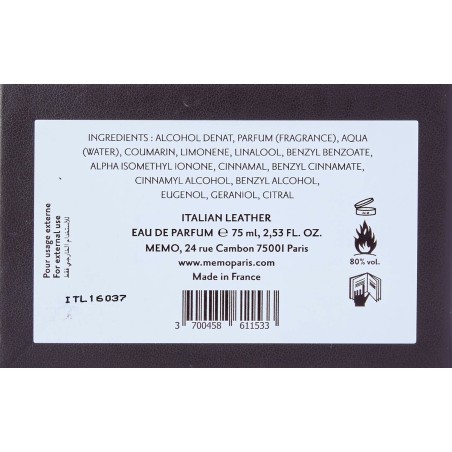 INGREDIENTS : ALCOHOL DENAT, PARFUM (FRAGRANCE), AQUA
(WATER), COUMARIN, LIMONENE, LINALOOL, BENZYL BENZOATE,
ALPHA ISOMETHYL IONONE, CINNAMAL, BENZYL CINNAMATE,
CINNAMYL ALCOHOL, BENZYL ALCOHOL,
EUGENOL, GERANIOL, CITRAL
ITALIAN LEATHER
EAU DE PARFUM ℮ 75 ml, 2,53 FL. OZ.
MEMO, 24 rue Cambon 75001 Paris
www.memoparis.com
Made in France
Pour usage externe
For external use
للاستخدام الخارجي فقط
ITL16037
80% vol.
3 700458 611533